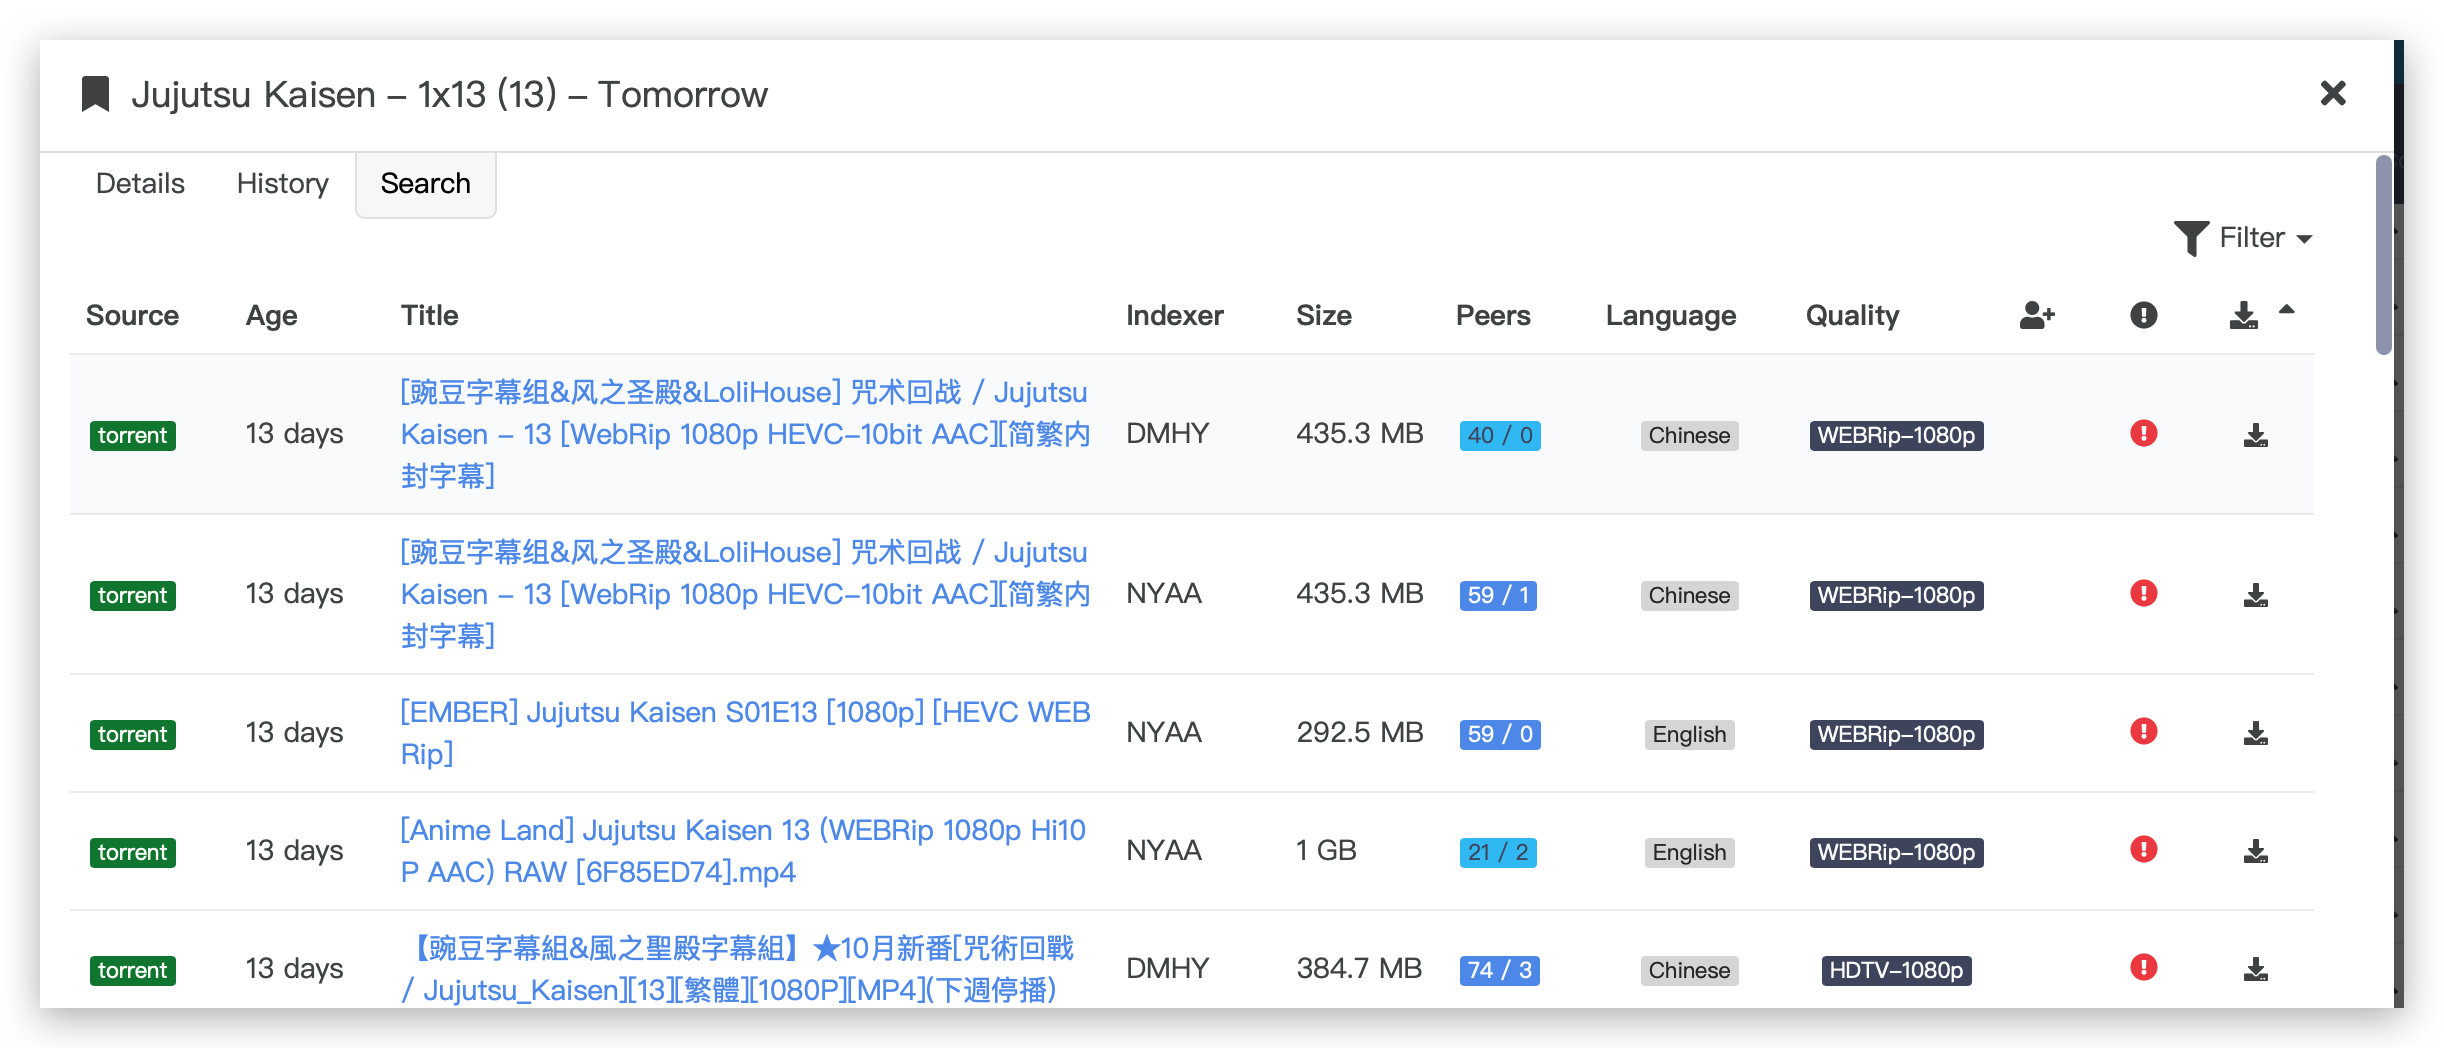 Jujutsu Kaisen – 1x13 (13) – Tomorrow
Details
History
Search
Filter
Source
Age
Title
Indexer
Size
Peers
Language
Quality
torrent
13 days
[豌豆字幕组&风之圣殿&LoliHouse] 咒术回战 / Jujutsu
Kaisen - 13 [WebRip 1080p HEVC-10bit AAC][简繁内
封字幕]
DMHY
435.3 MB
40 / 0
Chinese
WEBRip-1080p
torrent
13 days
[豌豆字幕组&风之圣殿&LoliHouse] 咒术回战 / Jujutsu
Kaisen - 13 [WebRip 1080p HEVC-10bit AAC][简繁内
封字幕]
NYAA
435.3 MB
59 / 1
Chinese
WEBRip-1080p
torrent
13 days
[EMBER] Jujutsu Kaisen S01E13 [1080p] [HEVC WEB
Rip]
NYAA
292.5 MB
59 / 0
English
WEBRip-1080p
torrent
13 days
[Anime Land] Jujutsu Kaisen 13 (WEBRip 1080p Hi10
P AAC) RAW [6F85ED74].mp4
NYAA
1 GB
21 / 2
English
WEBRip-1080p
torrent
13 days
【豌豆字幕組&風之聖殿字幕組】★10月新番[咒術回戰
/ Jujutsu_Kaisen][13][繁體][1080P][MP4](下週停播)
DMHY
384.7 MB
74 / 3
Chinese
HDTV-1080p